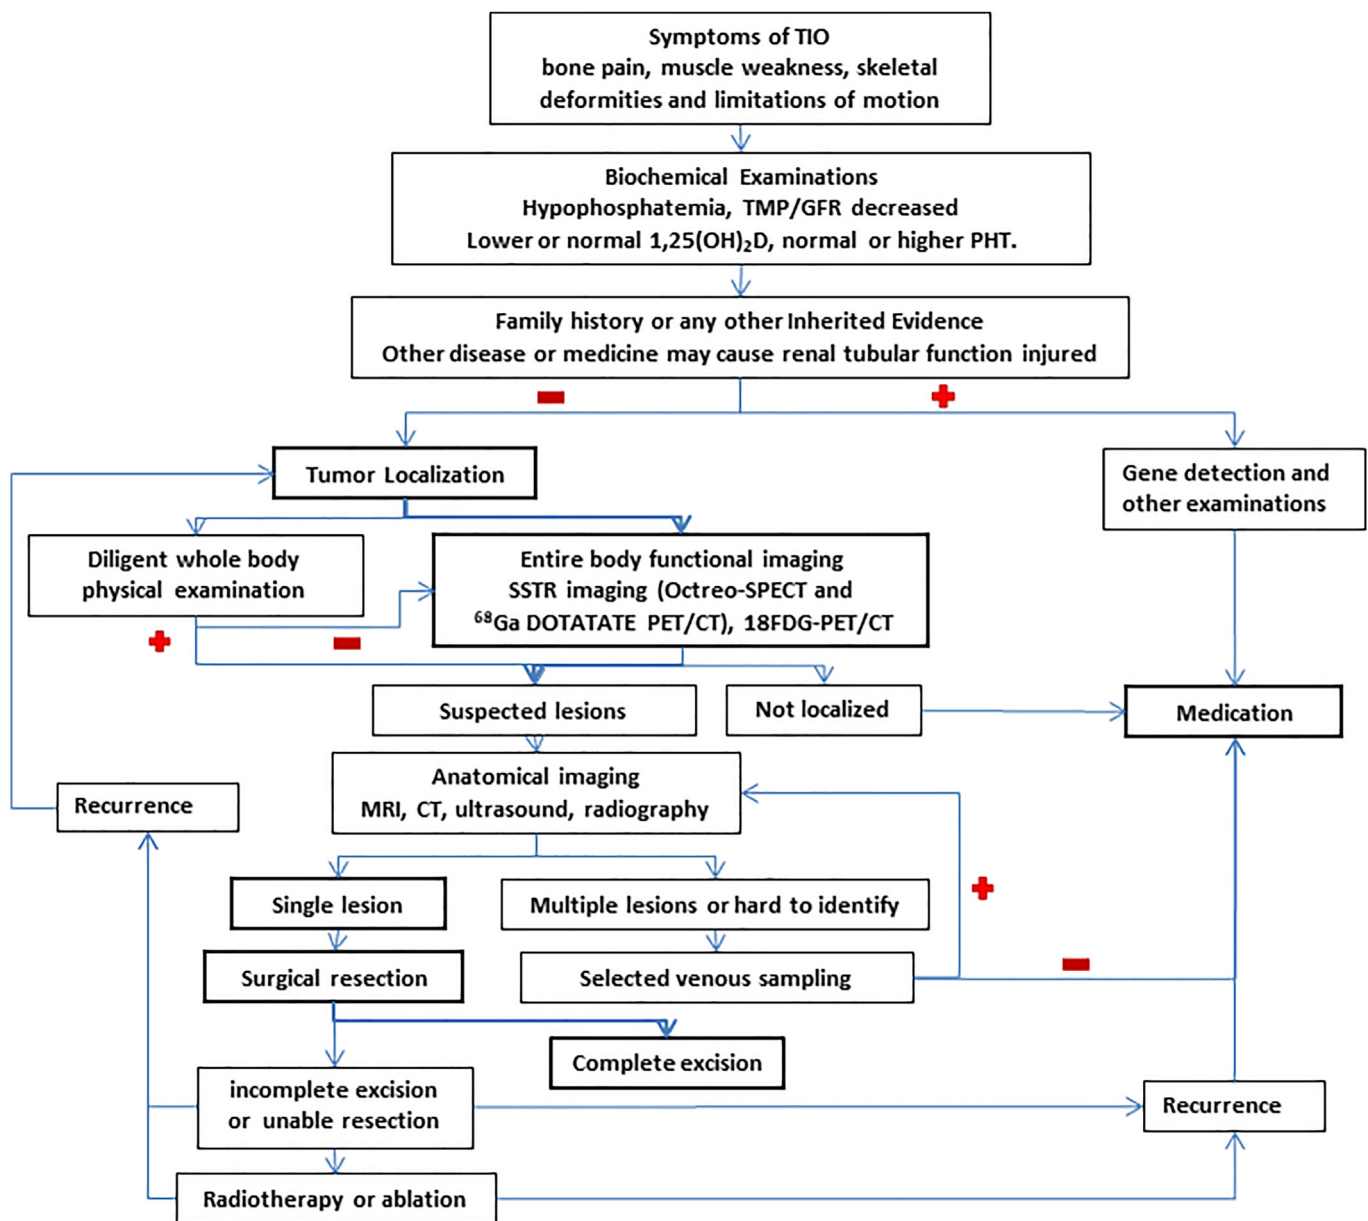 Symptoms of TIO
bone pain, muscle weakness, skeletal
deformities and limitations of motion
Biochemical Examinations
Hypophosphatemia, TMP/GFR decreased
Lower or normal 1,25(OH)₂D, normal or higher PHT.
Family history or any other Inherited Evidence
Other disease or medicine may cause renal tubular function injured
Tumor Localization
Gene detection and
other examinations
Diligent whole body
physical examination
Entire body functional imaging
SSTR imaging (Octreo-SPECT and
⁶⁸Ga DOTATATE PET/CT), 18FDG-PET/CT
Suspected lesions
Not localized
Medication
Anatomical imaging
MRI, CT, ultrasound, radiography
Recurrence
Single lesion
Multiple lesions or hard to identify
Surgical resection
Selected venous sampling
Complete excision
incomplete excision
or unable resection
Recurrence
Radiotherapy or ablation